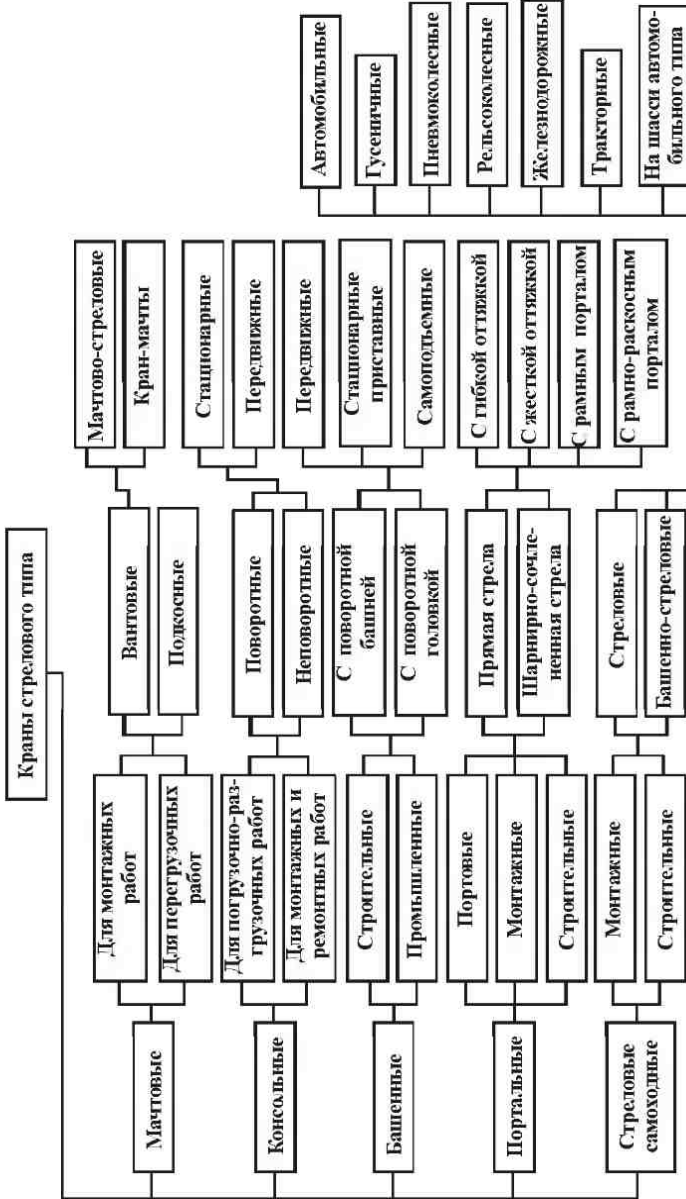 Краны стрелового типа
Мачтовые
Для монтажных
работ
Для перегрузочных
работ
Вантовые
Подкосные
Мачтово-стреловые
Кран-мачты
Консольные
Для погрузочно-раз-
грузочных работ
Для монтажных и
ремонтных работ
Поворотные
Неповоротные
Стационарные
Передвижные
Башенные
Строительные
Промышленные
С поворотной
башней
С поворотной
головкой
Передвижные
Стационарные
приставные
Самоподъемные
Портальные
Портовые
Монтажные
Строительные
Прямая стрела
Шарнирно-сочле-
ненная стрела
С гибкой оттяжкой
С жесткой оттяжкой
С рамным порталом
С рамно-раскосным
порталом
Стреловые
самоходные
Монтажные
Строительные
Стреловые
Башенно-стреловые
Автомобильные
Гусеничные
Пневмоколесные
Рельсоколесные
Железнодорожные
Тракторные
На шасси автомо-
бильного типа